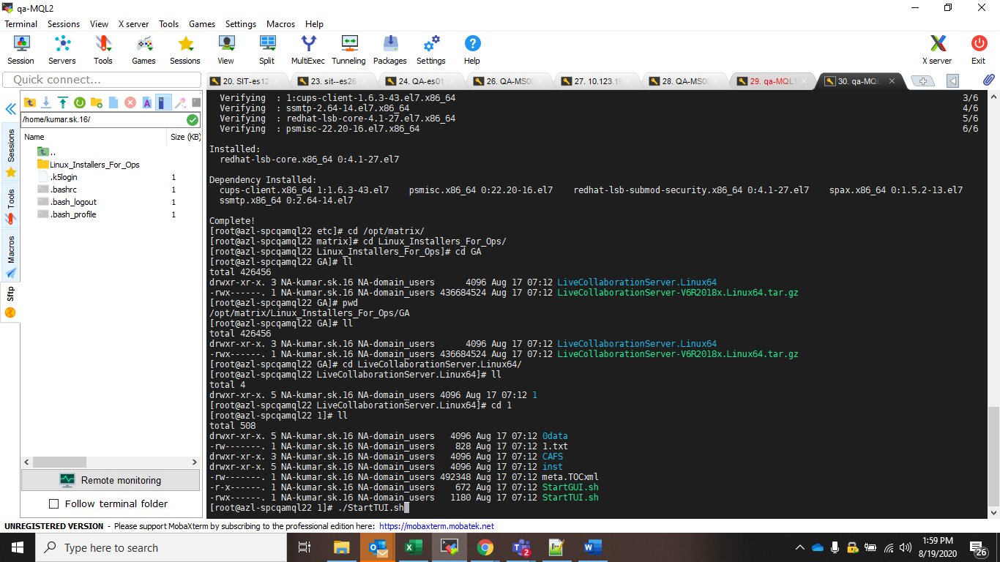 qa-MQL2
Terminal Sessions View X server Tools Games Settings Macros Help
Session Servers Tools Games Sessions View Split MultiExec Tunneling Packages Settings Help X server Exit
Quick connect...
20. SIT-es12 23. sit--es26 24. QA-es01 26. QA-MS00 27. 10.123.19 28. QA-MS00 29. qa-MQL1 30. qa-MQL
/home/kumar.sk.16/
Name Size (KB)
..
Linux_Installers_For_Ops
.k5login 1
.bashrc 1
.bash_logout 1
.bash_profile 1
Sessions
Tools
Macros
Sftp
Remote monitoring
Follow terminal folder
Verifying : 1:cups-client-1.6.3-43.el7.x86_64 3/6
Verifying : ssmtp-2.64-14.el7.x86_64 4/6
Verifying : redhat-lsb-core-4.1-27.el7.x86_64 5/6
Verifying : psmisc-22.20-16.el7.x86_64 6/6
Installed:
redhat-lsb-core.x86_64 0:4.1-27.el7
Dependency Installed:
cups-client.x86_64 1:1.6.3-43.el7 psmisc.x86_64 0:22.20-16.el7 redhat-lsb-submod-security.x86_64 0:4.1-27.el7 spax.x86_64 0:1.5.2-13.el7
ssmtp.x86_64 0:2.64-14.el7
Complete!
[root@azl-spcqamql22 etc]# cd /opt/matrix/
[root@azl-spcqamql22 matrix]# cd Linux_Installers_For_Ops/
[root@azl-spcqamql22 Linux_Installers_For_Ops]# cd GA
[root@azl-spcqamql22 GA]# ll
total 426456
drwxr-xr-x. 3 NA-kumar.sk.16 NA-domain_users 4096 Aug 17 07:12 LiveCollaborationServer.Linux64
-rwx------. 1 NA-kumar.sk.16 NA-domain_users 436684524 Aug 17 07:12 LiveCollaborationServer-V6R2018x.Linux64.tar.gz
[root@azl-spcqamql22 GA]# pwd
/opt/matrix/Linux_Installers_For_Ops/GA
[root@azl-spcqamql22 GA]# ll
total 426456
drwxr-xr-x. 3 NA-kumar.sk.16 NA-domain_users 4096 Aug 17 07:12 LiveCollaborationServer.Linux64
-rwx------. 1 NA-kumar.sk.16 NA-domain_users 436684524 Aug 17 07:12 LiveCollaborationServer-V6R2018x.Linux64.tar.gz
[root@azl-spcqamql22 GA]# cd LiveCollaborationServer.Linux64/
[root@azl-spcqamql22 LiveCollaborationServer.Linux64]# ll
total 4
drwxr-xr-x. 5 NA-kumar.sk.16 NA-domain_users 4096 Aug 17 07:12 1
[root@azl-spcqamql22 LiveCollaborationServer.Linux64]# cd 1
[root@azl-spcqamql22 1]# ll
total 508
drwxr-xr-x. 5 NA-kumar.sk.16 NA-domain_users 4096 Aug 17 07:12 0data
-rw-------. 1 NA-kumar.sk.16 NA-domain_users 828 Aug 17 07:12 1.txt
drwxr-xr-x. 3 NA-kumar.sk.16 NA-domain_users 4096 Aug 17 07:12 CAFS
drwxr-xr-x. 5 NA-kumar.sk.16 NA-domain_users 4096 Aug 17 07:12 inst
-rw-------. 1 NA-kumar.sk.16 NA-domain_users 492348 Aug 17 07:12 meta.TOCxml
-r-x------. 1 NA-kumar.sk.16 NA-domain_users 672 Aug 17 07:12 StartGUI.sh
-rwx------. 1 NA-kumar.sk.16 NA-domain_users 1180 Aug 17 07:12 StartTUI.sh
[root@azl-spcqamql22 1]# ./StartTUI.sh
UNREGISTERED VERSION - Please support MobaXterm by subscribing to the professional edition here: https://mobaxterm.mobatek.net
Type here to search
2
1:59 PM
8/19/2020
26